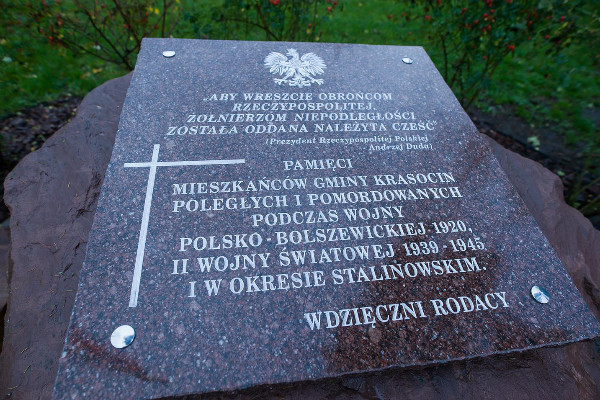 „ABY WRESZCIE OBROŃCOM
RZECZYPOSPOLITEJ,
ŻOŁNIERZOM NIEPODLEGŁOŚCI
ZOSTAŁA ODDANA NALEŻYTA CZEŚĆ”
(Prezydent Rzeczypospolitej Polskiej
Andrzej Duda)
PAMIĘCI
MIESZKAŃCÓW GMINY KRASOCIN
POLEGŁYCH I POMORDOWANYCH
PODCZAS WOJNY
POLSKO-BOLSZEWICKIEJ 1920,
II WOJNY ŚWIATOWEJ 1939-1945
I W OKRESIE STALINOWSKIM.
WDZIĘCZNI RODACY